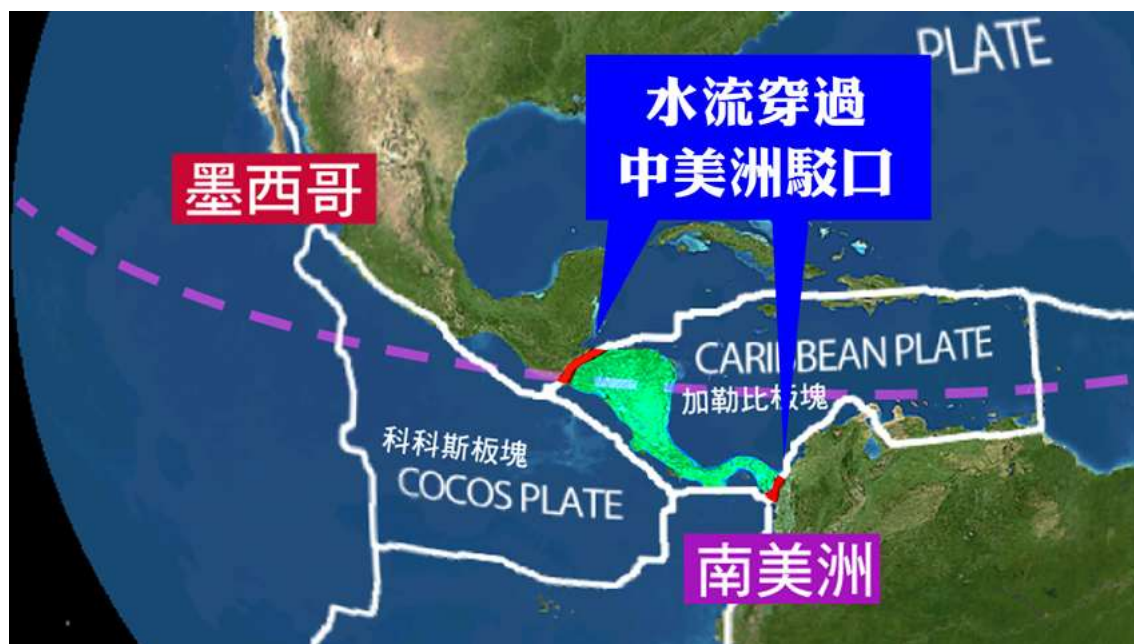 PLATE
水流穿過
中美洲駁口
墨西哥
CARIBBEAN PLATE
加勒比板塊
科科斯板塊
COCOS PLATE
南美洲